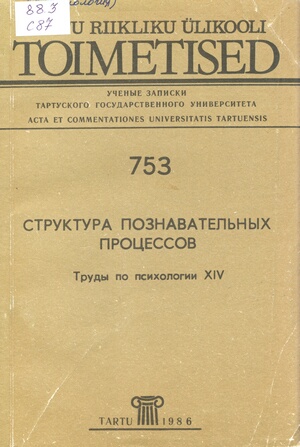 88.3
С87
U RIIKLIKU ÜLIKOOLI
TOIMETISED
УЧЕНЫЕ ЗАПИСКИ
ТАРТУСКОГО ГОСУДАРСТВЕННОГО УНИВЕРСИТЕТА
ACTA ET COMMENTATIONES UNIVERSITATIS TARTUENSIS
753
СТРУКТУРА ПОЗНАВАТЕЛЬНЫХ
ПРОЦЕССОВ
Труды по психологии XIV
TARTU 1986